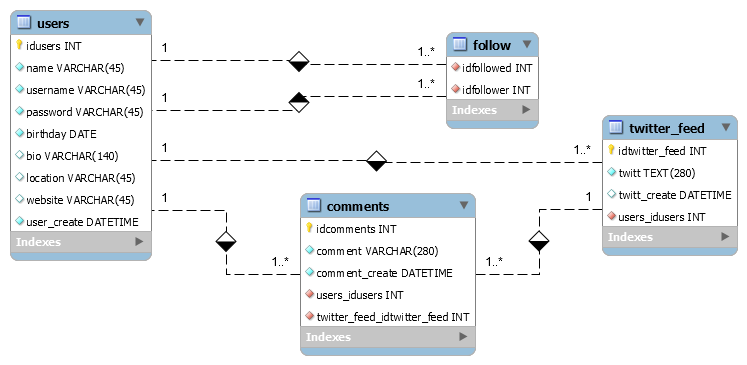 users
idusers INT
name VARCHAR(45)
username VARCHAR(45)
password VARCHAR(45)
birthday DATE
bio VARCHAR(140)
location VARCHAR(45)
website VARCHAR(45)
user_create DATETIME
Indexes
1
1..*
1
1..*
1
1..*
1
1..*
follow
idfollowed INT
idfollower INT
Indexes
twitter_feed
idtwitter_feed INT
twitt TEXT(280)
twitt_create DATETIME
users_idusers INT
Indexes
1
1..*
comments
idcomments INT
comment VARCHAR(280)
comment_create DATETIME
users_idusers INT
twitter_feed_idtwitter_feed INT
Indexes